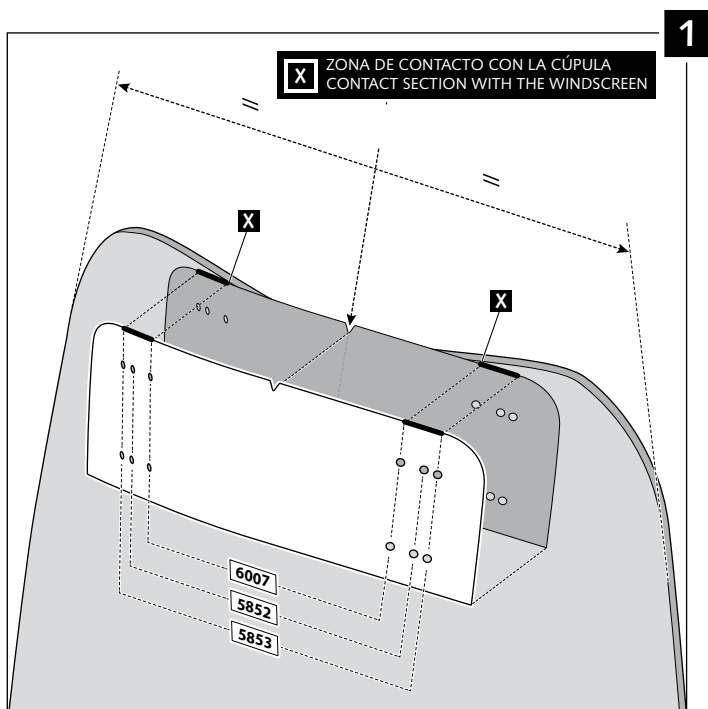 1
X ZONA DE CONTACTO CON LA CÚPULA
CONTACT SECTION WITH THE WINDSCREEN
=
=
X
X
6007
5852
5853